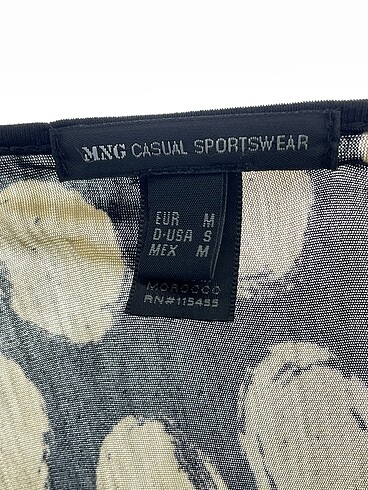 MNG CASUAL SPORTSWEAR
EUR M
D-USA S
MEX M
MOROCCO
RN#115455